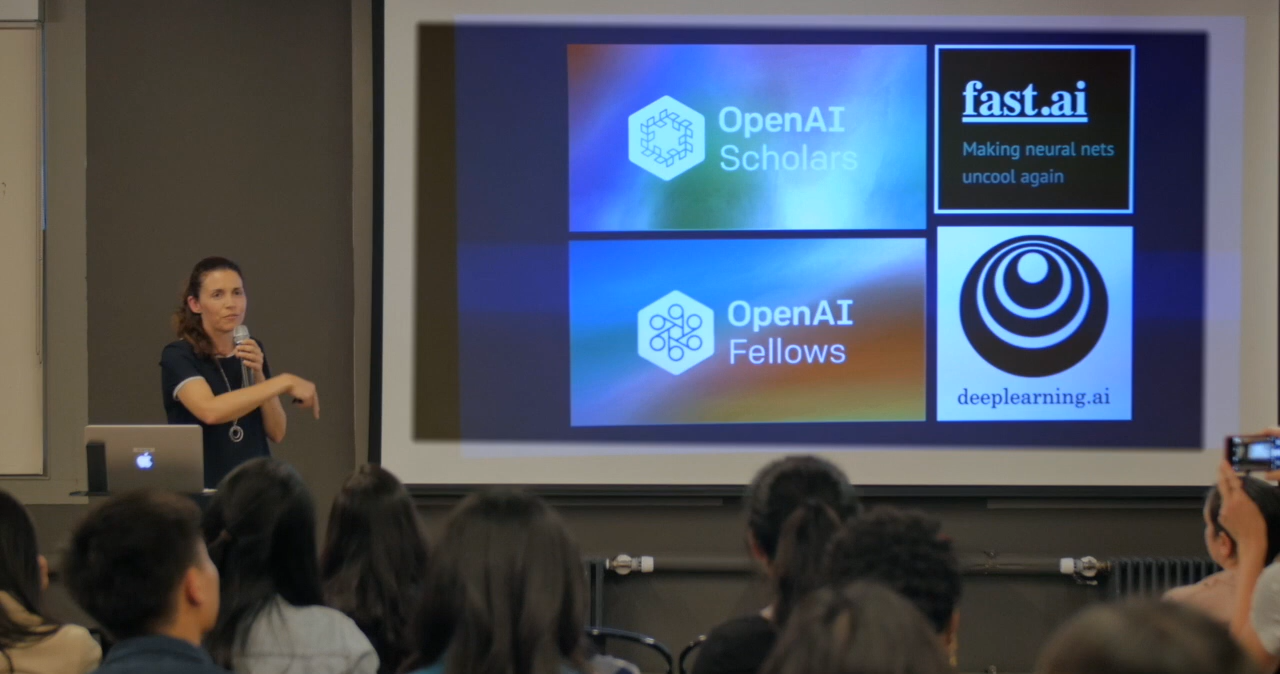 OpenAI
Scholars
fast.ai
Making neural nets
uncool again
OpenAI
Fellows
deeplearning.ai